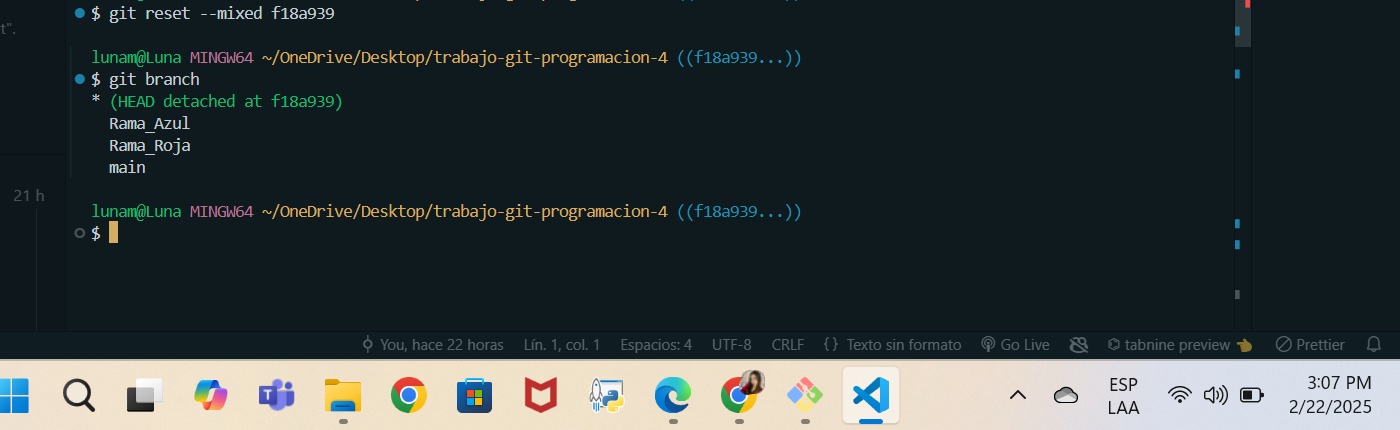 t".
$ git reset --mixed f18a939
lunam@Luna MINGW64 ~/OneDrive/Desktop/trabajo-git-programacion-4 ((f18a939...))
$ git branch
* (HEAD detached at f18a939)
Rama_Azul
Rama_Roja
main
21 h
lunam@Luna MINGW64 ~/OneDrive/Desktop/trabajo-git-programacion-4 ((f18a939...))
$
You, hace 22 horas Lín. 1, col. 1 Espacios: 4 UTF-8 CRLF {} Texto sin formato Go Live tabnine preview Prettier
ESP
LAA
3:07 PM
2/22/2025